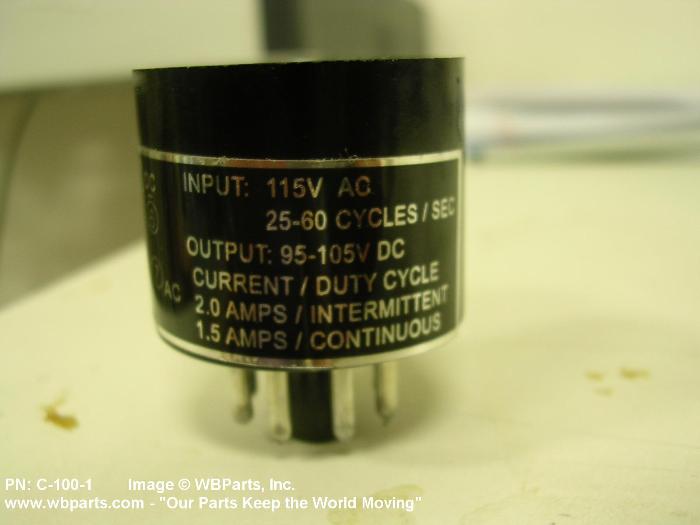 INPUT: 115V AC
25-60 CYCLES / SEC
OUTPUT: 95-105V DC
CURRENT / DUTY CYCLE
AC 2.0 AMPS / INTERMITTENT
1.5 AMPS / CONTINUOUS
PN: C-100-1 Image © WBParts, Inc.
www.wbparts.com - "Our Parts Keep the World Moving"